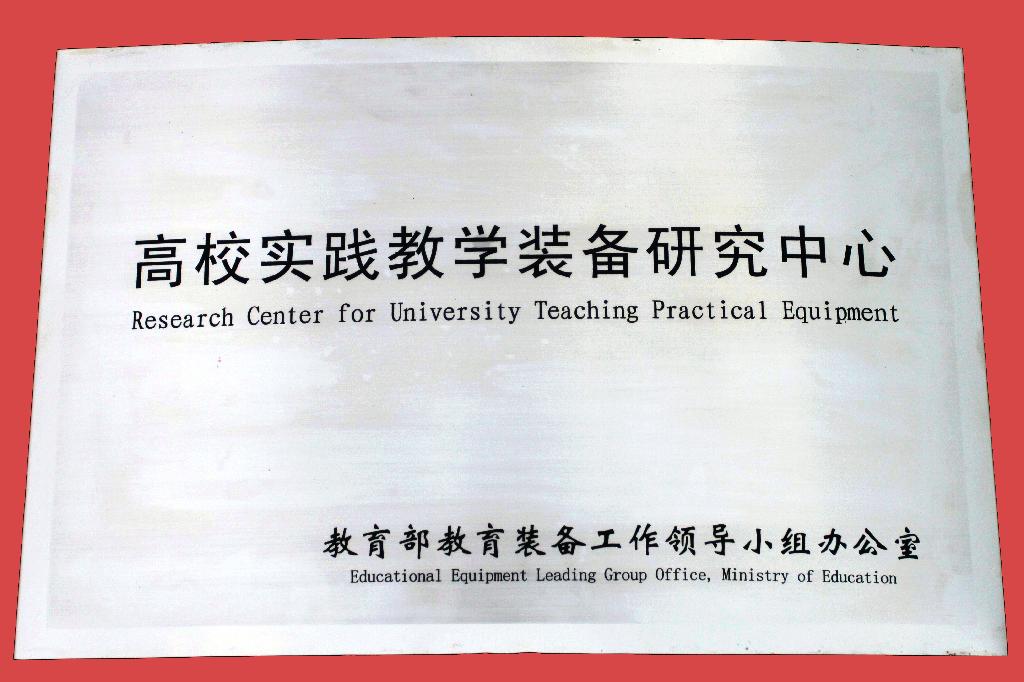 高校实践教学装备研究中心
Research Center for University Teaching Practical Equipment
教育部教育装备工作领导小组办公室
Educational Equipment Leading Group Office, Ministry of Education